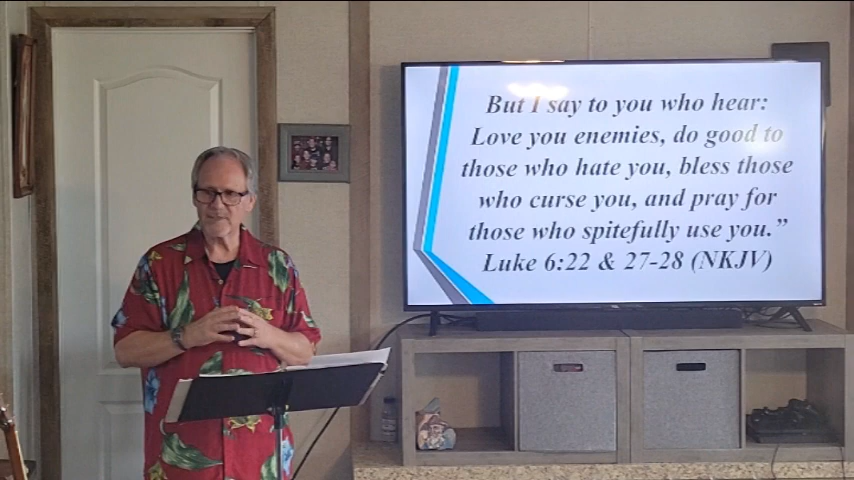 But I say to you who hear:
Love you enemies, do good to
those who hate you, bless those
who curse you, and pray for
those who spitefully use you.”
Luke 6:22 & 27-28 (NKJV)